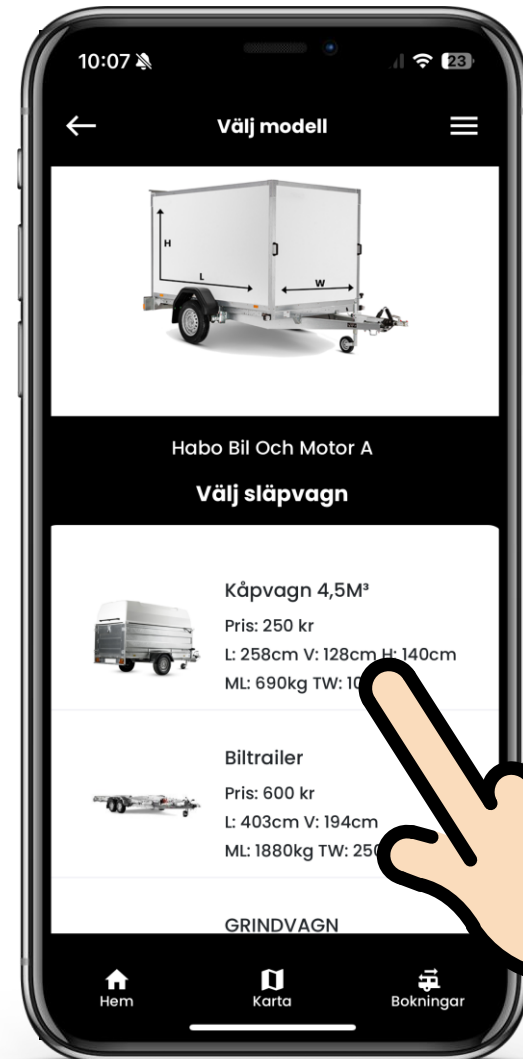 10:07
23
Välj modell
H
L
W
Habo Bil Och Motor A
Välj släpvagn
Kåpvagn 4,5M³
Pris: 250 kr
L: 258cm V: 128cm H: 140cm
ML: 690kg TW:
Biltrailer
Pris: 600 kr
L: 403cm V: 194cm
ML: 1880kg TW:
GRINDVAGN
Hem
Karta
Bokningar